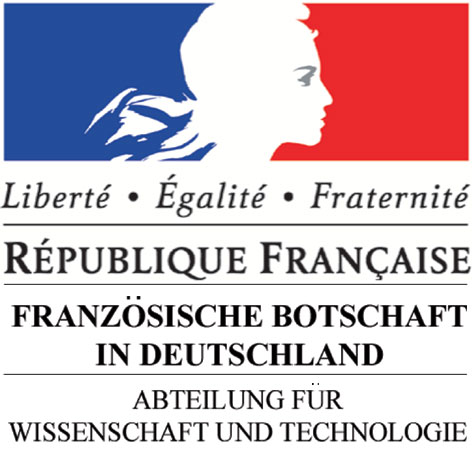 Liberté • Égalité • Fraternité
RÉPUBLIQUE FRANÇAISE
FRANZÖSISCHE BOTSCHAFT
IN DEUTSCHLAND
ABTEILUNG FÜR
WISSENSCHAFT UND TECHNOLOGIE